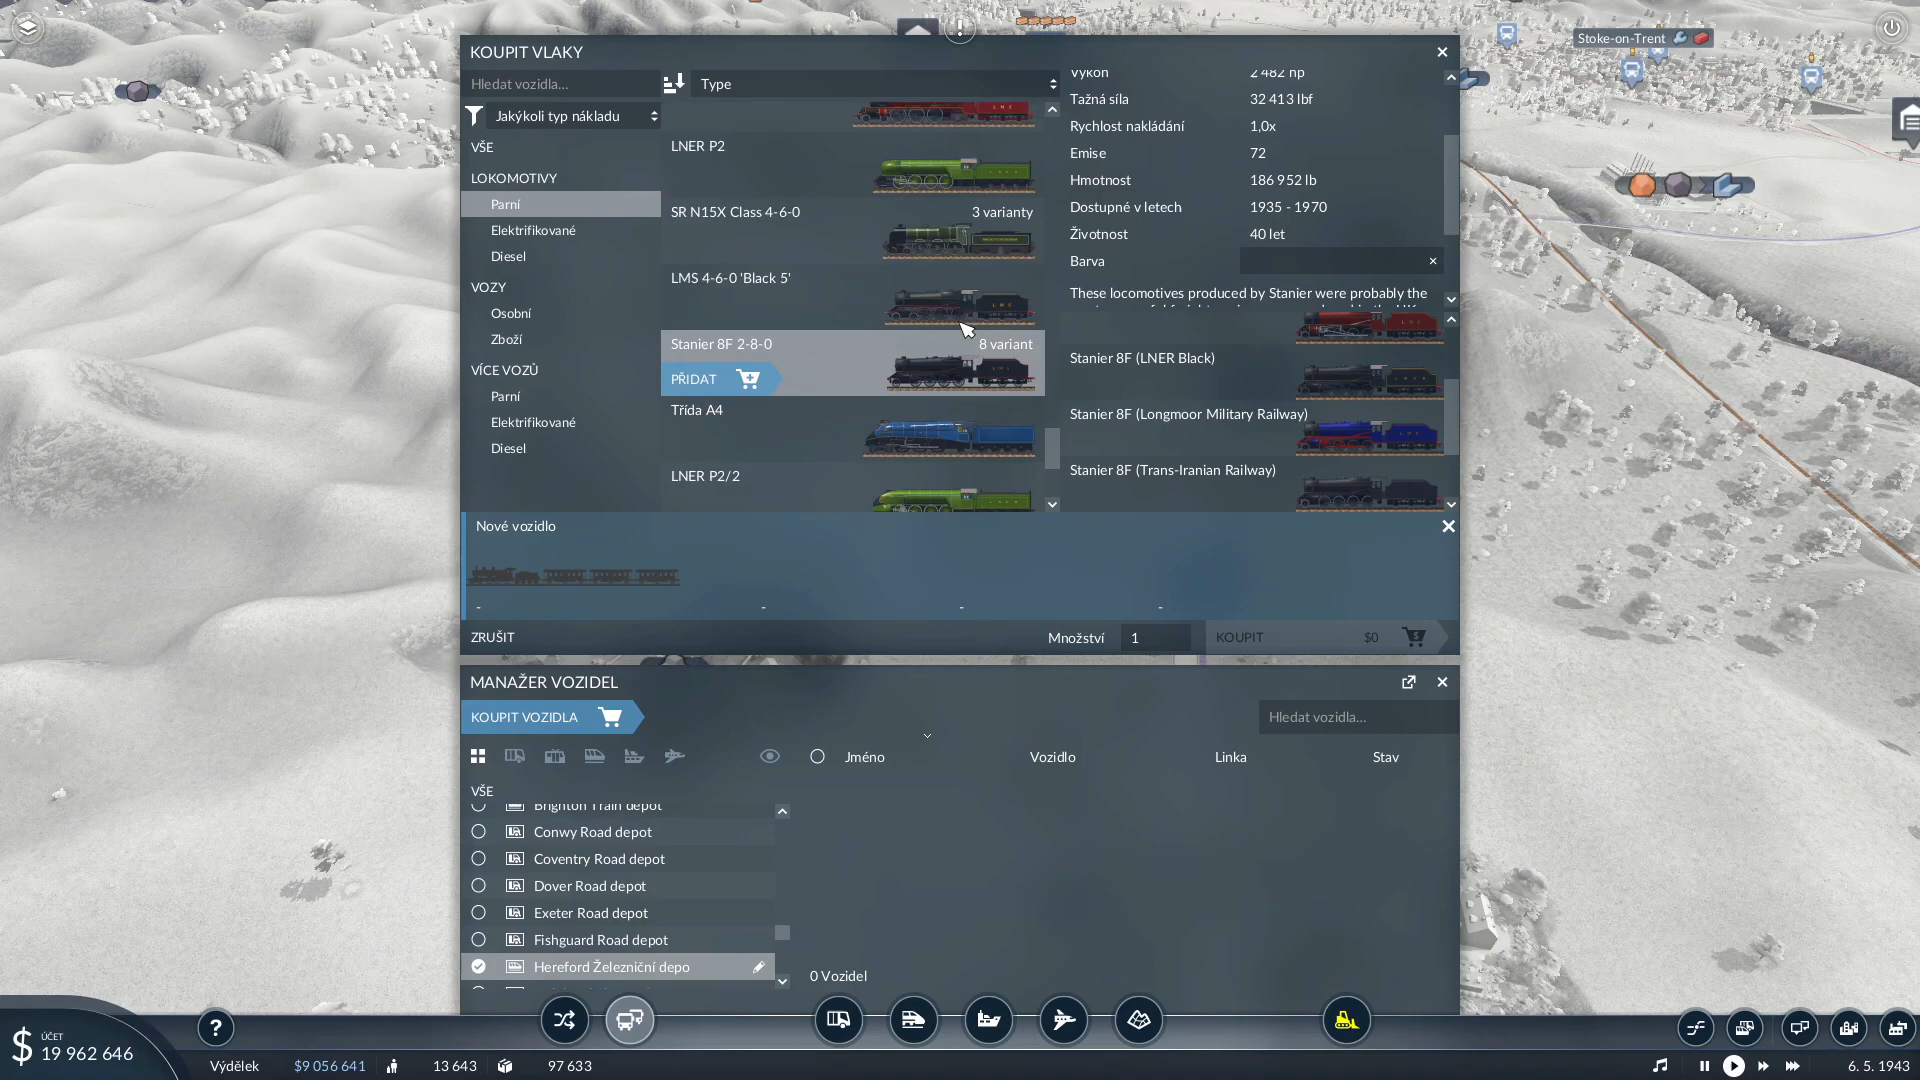 Stoke-on-Trent
KOUPIT VLAKY
Hledat vozidla...
Type
Jakýkoli typ nákladu
VŠE
LOKOMOTIVY
Parní
Elektrifikované
Diesel
VOZY
Osobní
Zboží
VÍCE VOZŮ
Parní
Elektrifikované
Diesel
LNER P2
SR N15X Class 4-6-0
3 varianty
LMS 4-6-0 'Black 5'
Stanier 8F 2-8-0
8 variant
PŘIDAT
Třída A4
LNER P2/2
Výkon 2 482 hp
Tažná síla 32 413 lbf
Rychlost nakládání 1,0x
Emise 72
Hmotnost 186 952 lb
Dostupné v letech 1935 - 1970
Životnost 40 let
Barva
These locomotives produced by Stanier were probably the
Stanier 8F (LNER Black)
Stanier 8F (Longmoor Military Railway)
Stanier 8F (Trans-Iranian Railway)
Nové vozidlo
- - - -
ZRUŠIT
Množství 1
KOUPIT $0
MANAŽER VOZIDEL
KOUPIT VOZIDLA
Hledat vozidla...
Jméno Vozidlo Linka Stav
VŠE
Brighton Train depot
Conwy Road depot
Coventry Road depot
Dover Road depot
Exeter Road depot
Fishguard Road depot
Hereford Železniční depo
0 Vozidel
?
$ ÚČET
19 962 646
Výdělek $9 056 641 13 643 97 633
6. 5. 1943